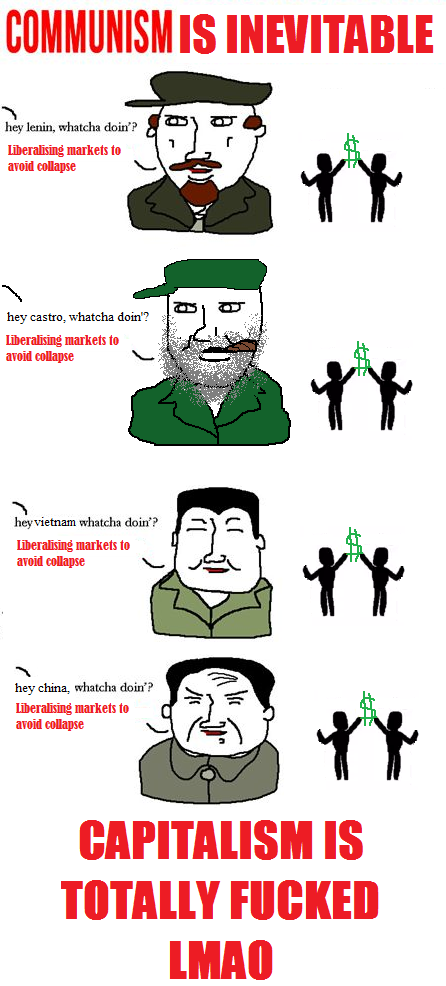 COMMUNISM IS INEVITABLE
hey lenin, whatcha doin'?
Liberalising markets to
avoid collapse
$
hey castro, whatcha doin'?
Liberalising markets to
avoid collapse
$
hey vietnam whatcha doin'?
Liberalising markets to
avoid collapse
$
hey china, whatcha doin'?
Liberalising markets to
avoid collapse
$
CAPITALISM IS
TOTALLY FUCKED
LMAO